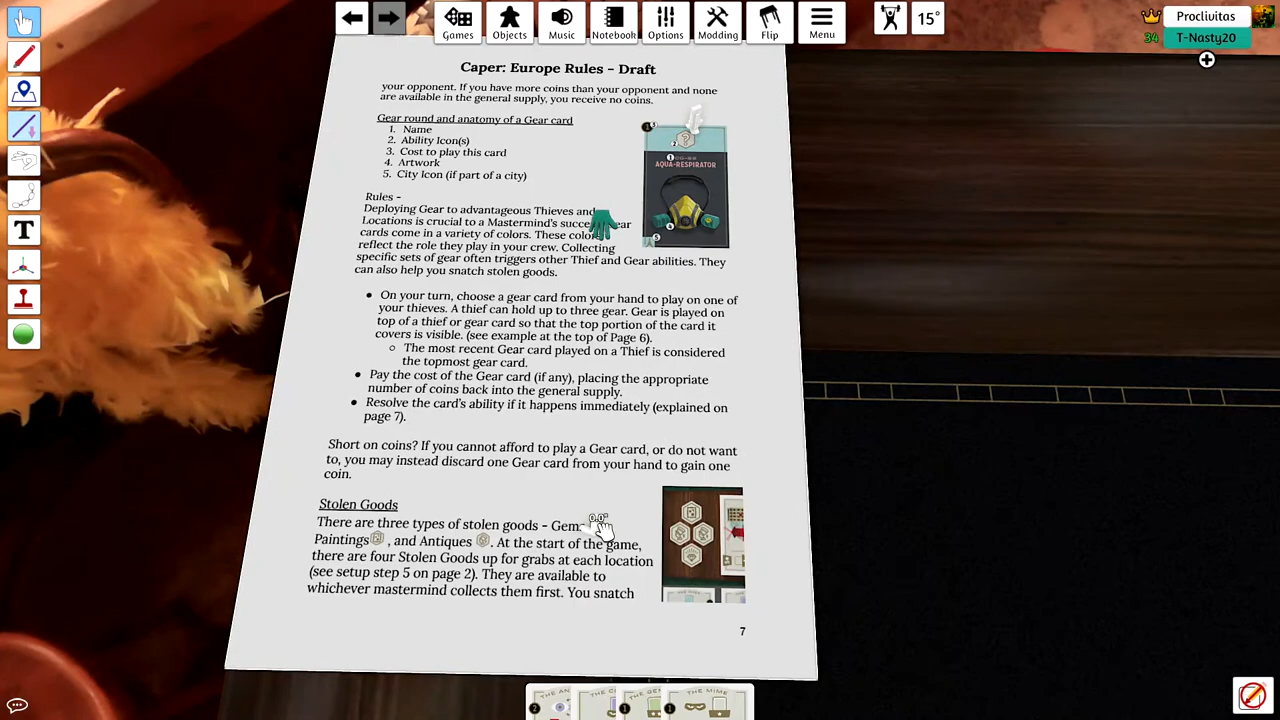 Games
Objects
Music
Notebook
Options
Modding
Flip
Menu
15°
Proclivitas
34 T-Nasty20
T
Caper: Europe Rules – Draft
your opponent. If you have more coins than your opponent and none
are available in the general supply, you receive no coins.
Gear round and anatomy of a Gear card
1. Name
2. Ability Icon(s)
3. Cost to play this card
4. Artwork
5. City Icon (if part of a city)
AQUA-RESPIRATOR
Rules -
Deploying Gear to advantageous Thieves and
Locations is crucial to a Mastermind's
cards come in a variety of colors. These
reflect the role they play in your crew. Collecting
specific sets of gear often triggers other Thief and Gear abilities. They
can also help you snatch stolen goods.
● On your turn, choose a gear card from your hand to play on one of
your thieves. A thief can hold up to three gear. Gear is played on
top of a thief or gear card so that the top portion of the card it
covers is visible. (see example at the top of Page 6).
○ The most recent Gear card played on a Thief is considered
the topmost gear card.
● Pay the cost of the Gear card (if any), placing the appropriate
number of coins back into the general supply.
● Resolve the card's ability if it happens immediately (explained on
page 7).
Short on coins? If you cannot afford to play a Gear card, or do not want
to, you may instead discard one Gear card from your hand to gain one
coin.
Stolen Goods
There are three types of stolen goods – 
Paintings , and Antiques . At the start of the game,
there are four Stolen Goods up for grabs at each location
(see setup step 5 on page 2). They are available to
whichever mastermind collects them first. You snatch
0.0"
7
2 THE
THE
1 THE
1 THE MIME